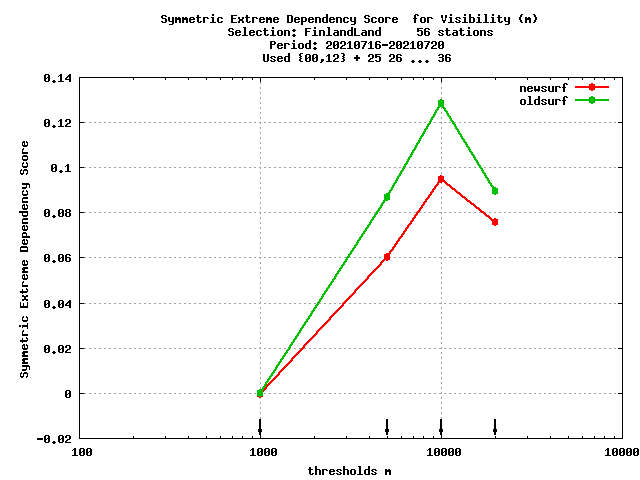 Symmetric Extreme Dependency Score  for Visibility (m)
Selection: FinlandLand     56 stations
Period: 20210716-20210720
Used {00,12} + 25 26 ... 36
newsurf
oldsurf
Symmetric Extreme Dependency Score
0.14
0.12
0.1
0.08
0.06
0.04
0.02
0
-0.02
100
1000
10000
100000
thresholds m